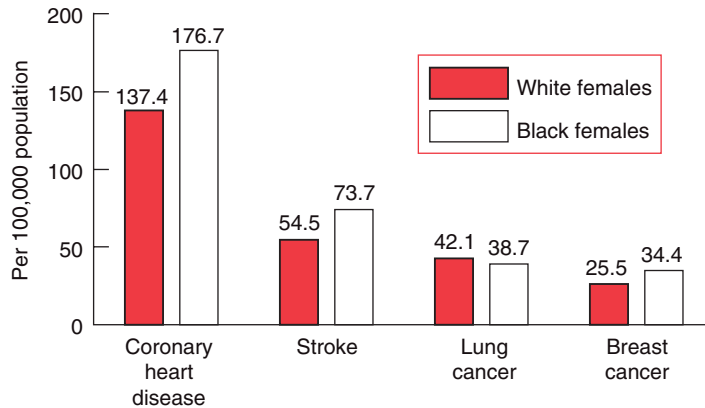 Per 100,000 population
200
150
100
50
0
137.4
176.7
54.5
73.7
42.1
38.7
25.5
34.4
White females
Black females
Coronary
heart
disease
Stroke
Lung
cancer
Breast
cancer